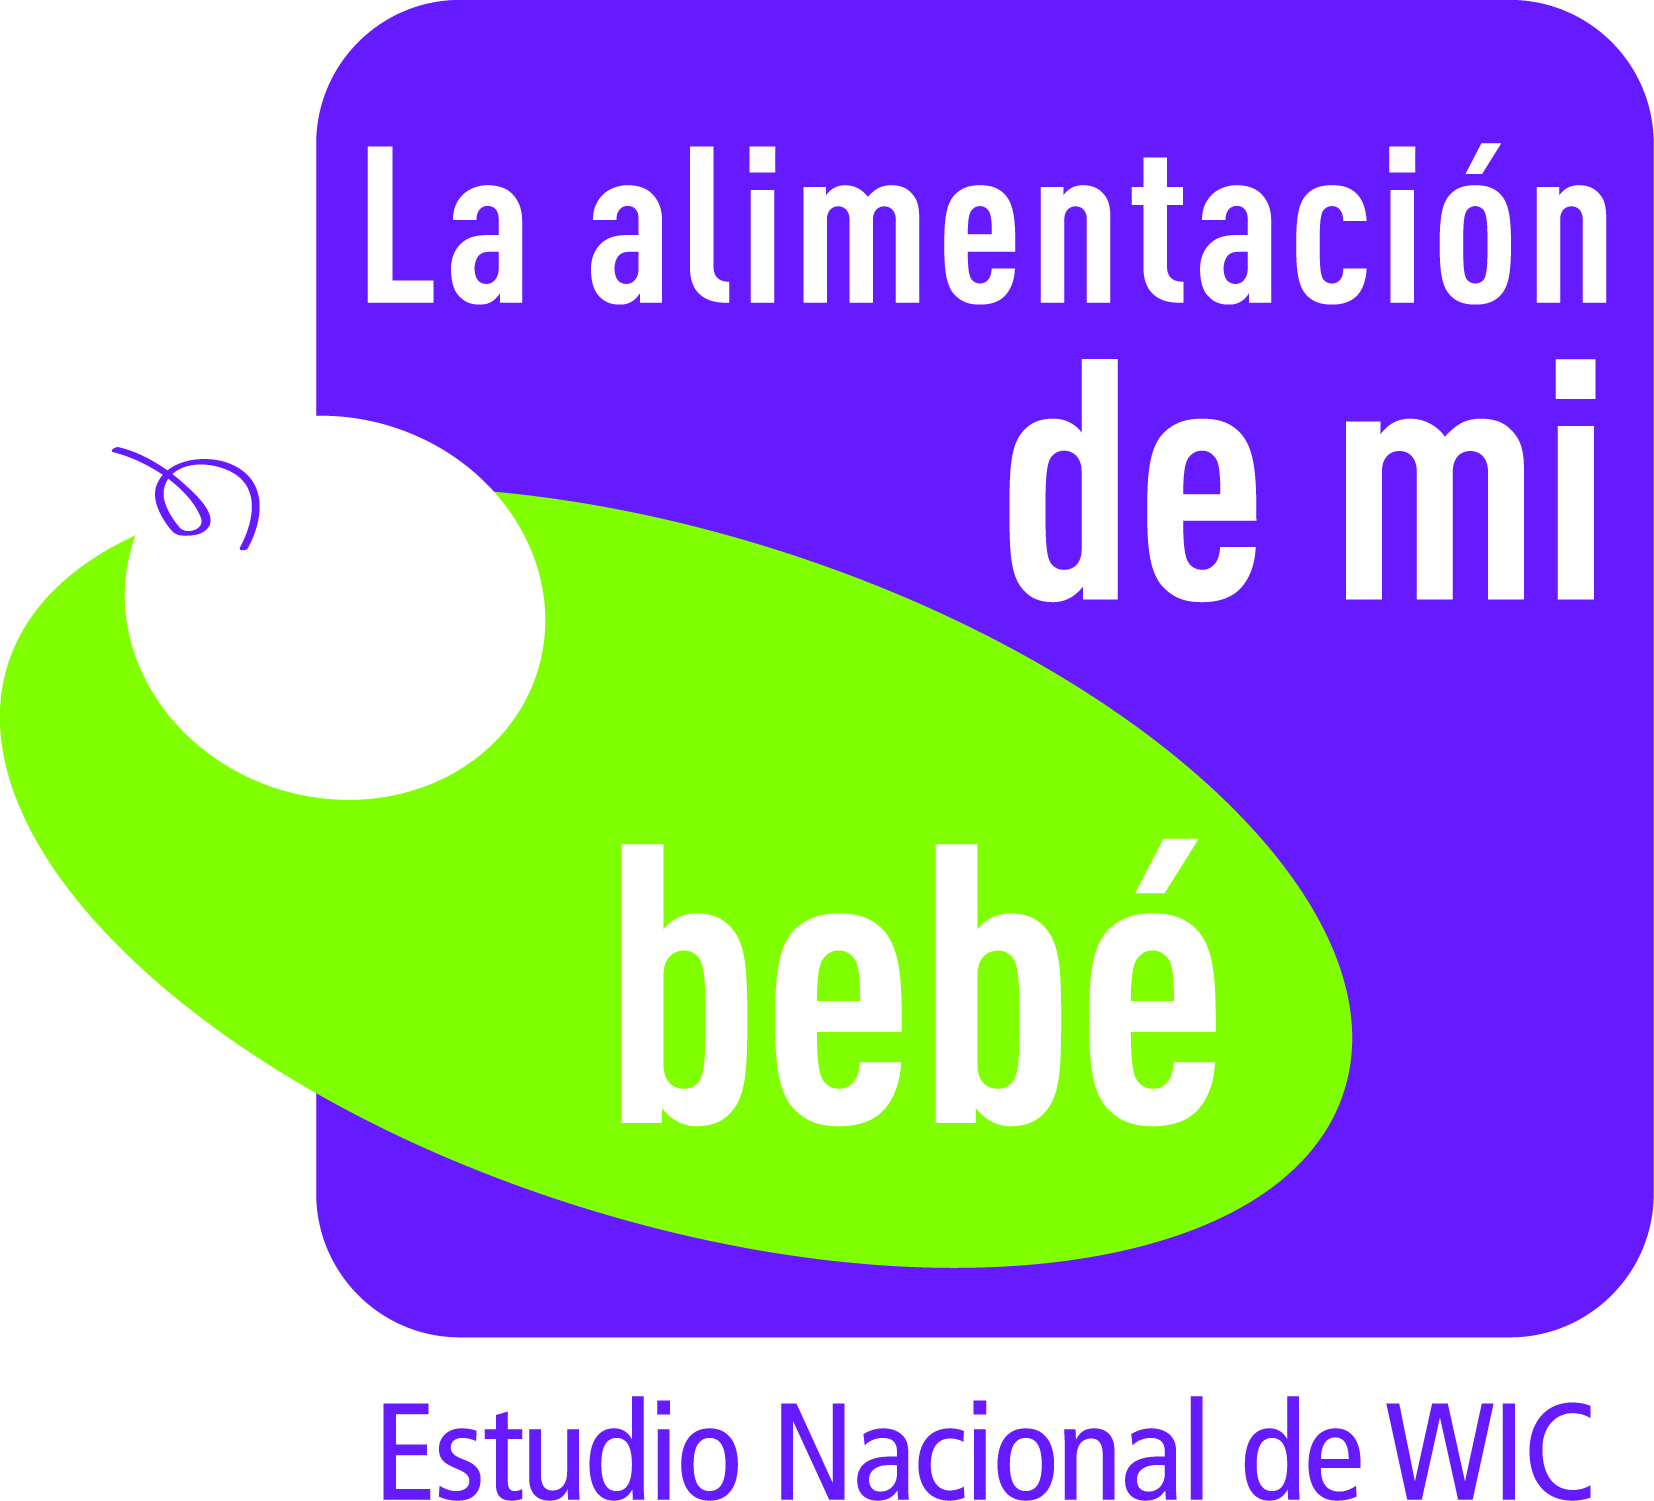 La alimentación
de mi
bebé
Estudio Nacional de WIC